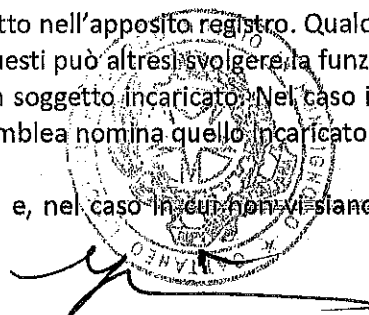 tto nell'apposito registro. Qualc
uesti può altresì svolgere la funz
n soggetto incaricato. Nel caso i
mblea nomina quello incaricato
e, nel caso in cui non vi siano